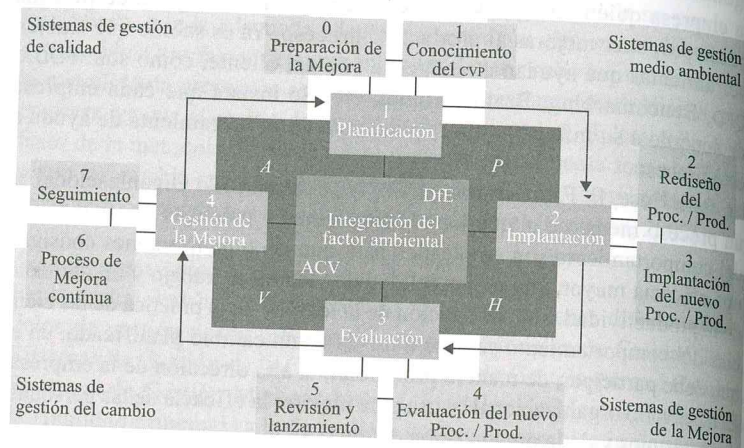 Sistemas de gestión
de calidad
0
Preparación de
la Mejora
1
Conocimiento
del CVP
Sistemas de gestión
medio ambiental
1
Planificación
A
P
DfE
Integración del
factor ambiental
ACV
V
H
7
Seguimiento
4
Gestión de
la Mejora
6
Proceso de
Mejora
contínua
2
Implantación
2
Rediseño
del
Proc. / Prod.
3
Implantación
del nuevo
Proc. / Prod.
3
Evaluación
Sistemas de
gestión del cambio
5
Revisión y
lanzamiento
4
Evaluación del nuevo
Proc. / Prod.
Sistemas de gestión
de la Mejora